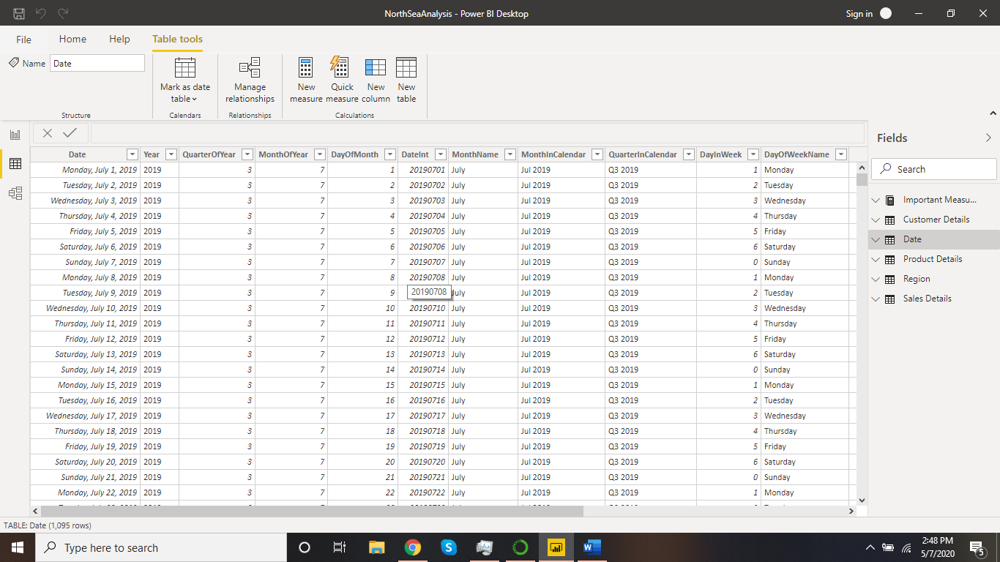 NorthSeaAnalysis - Power BI Desktop
Sign in
File Home Help Table tools
Name Date
Mark as date table
Manage relationships
New measure
Quick measure
New column
New table
Structure Calendars Relationships Calculations
Date Year QuarterOfYear MonthOfYear DayOfMonth DateInt MonthName MonthInCalendar QuarterInCalendar DayInWeek DayOfWeekName
Monday, July 1, 2019 2019 3 7 1 20190701 July Jul 2019 Q3 2019 1 Monday
Tuesday, July 2, 2019 2019 3 7 2 20190702 July Jul 2019 Q3 2019 2 Tuesday
Wednesday, July 3, 2019 2019 3 7 3 20190703 July Jul 2019 Q3 2019 3 Wednesday
Thursday, July 4, 2019 2019 3 7 4 20190704 July Jul 2019 Q3 2019 4 Thursday
Friday, July 5, 2019 2019 3 7 5 20190705 July Jul 2019 Q3 2019 5 Friday
Saturday, July 6, 2019 2019 3 7 6 20190706 July Jul 2019 Q3 2019 6 Saturday
Sunday, July 7, 2019 2019 3 7 7 20190707 July Jul 2019 Q3 2019 0 Sunday
Monday, July 8, 2019 2019 3 7 8 20190708 July Jul 2019 Q3 2019 1 Monday
Tuesday, July 9, 2019 2019 3 7 9 20190708 July Jul 2019 Q3 2019 2 Tuesday
Wednesday, July 10, 2019 2019 3 7 10 20190710 July Jul 2019 Q3 2019 3 Wednesday
Thursday, July 11, 2019 2019 3 7 11 20190711 July Jul 2019 Q3 2019 4 Thursday
Friday, July 12, 2019 2019 3 7 12 20190712 July Jul 2019 Q3 2019 5 Friday
Saturday, July 13, 2019 2019 3 7 13 20190713 July Jul 2019 Q3 2019 6 Saturday
Sunday, July 14, 2019 2019 3 7 14 20190714 July Jul 2019 Q3 2019 0 Sunday
Monday, July 15, 2019 2019 3 7 15 20190715 July Jul 2019 Q3 2019 1 Monday
Tuesday, July 16, 2019 2019 3 7 16 20190716 July Jul 2019 Q3 2019 2 Tuesday
Wednesday, July 17, 2019 2019 3 7 17 20190717 July Jul 2019 Q3 2019 3 Wednesday
Thursday, July 18, 2019 2019 3 7 18 20190718 July Jul 2019 Q3 2019 4 Thursday
Friday, July 19, 2019 2019 3 7 19 20190719 July Jul 2019 Q3 2019 5 Friday
Saturday, July 20, 2019 2019 3 7 20 20190720 July Jul 2019 Q3 2019 6 Saturday
Sunday, July 21, 2019 2019 3 7 21 20190721 July Jul 2019 Q3 2019 0 Sunday
Monday, July 22, 2019 2019 3 7 22 20190722 July Jul 2019 Q3 2019 1 Monday
Fields
Search
Important Measu...
Customer Details
Date
Product Details
Region
Sales Details
TABLE: Date (1,095 rows)
Type here to search
2:48 PM
5/7/2020
5